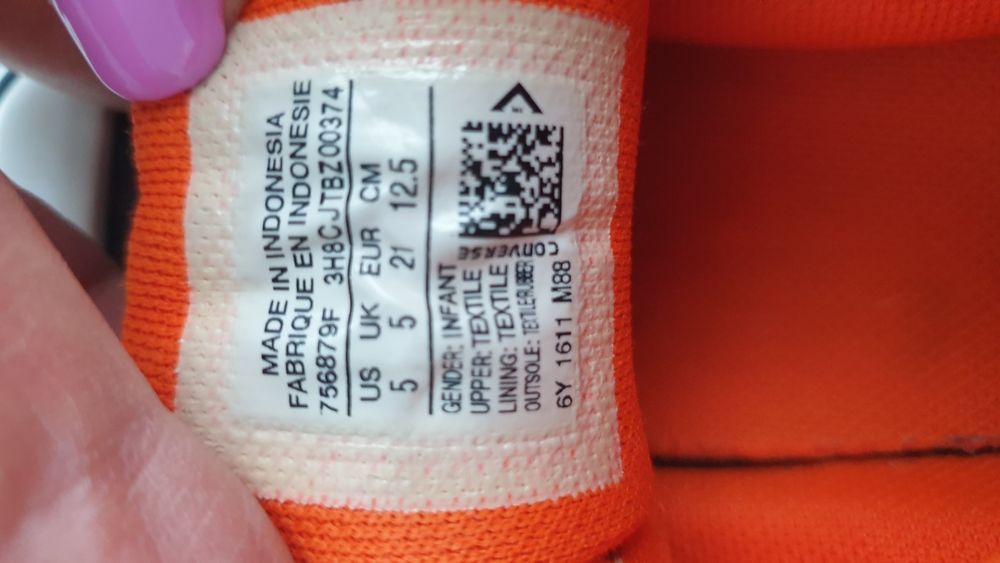 MADE IN INDONESIA
FABRIQUE EN INDONESIE
756879F 3H8CJTBZ00374
US UK EUR CM
5 5 21 12.5
GENDER: INFANT
UPPER: TEXTILE
LINING: TEXTILE
OUTSOLE: TEXTILE/RUBBER
6Y 1611 M88
CONVERSE